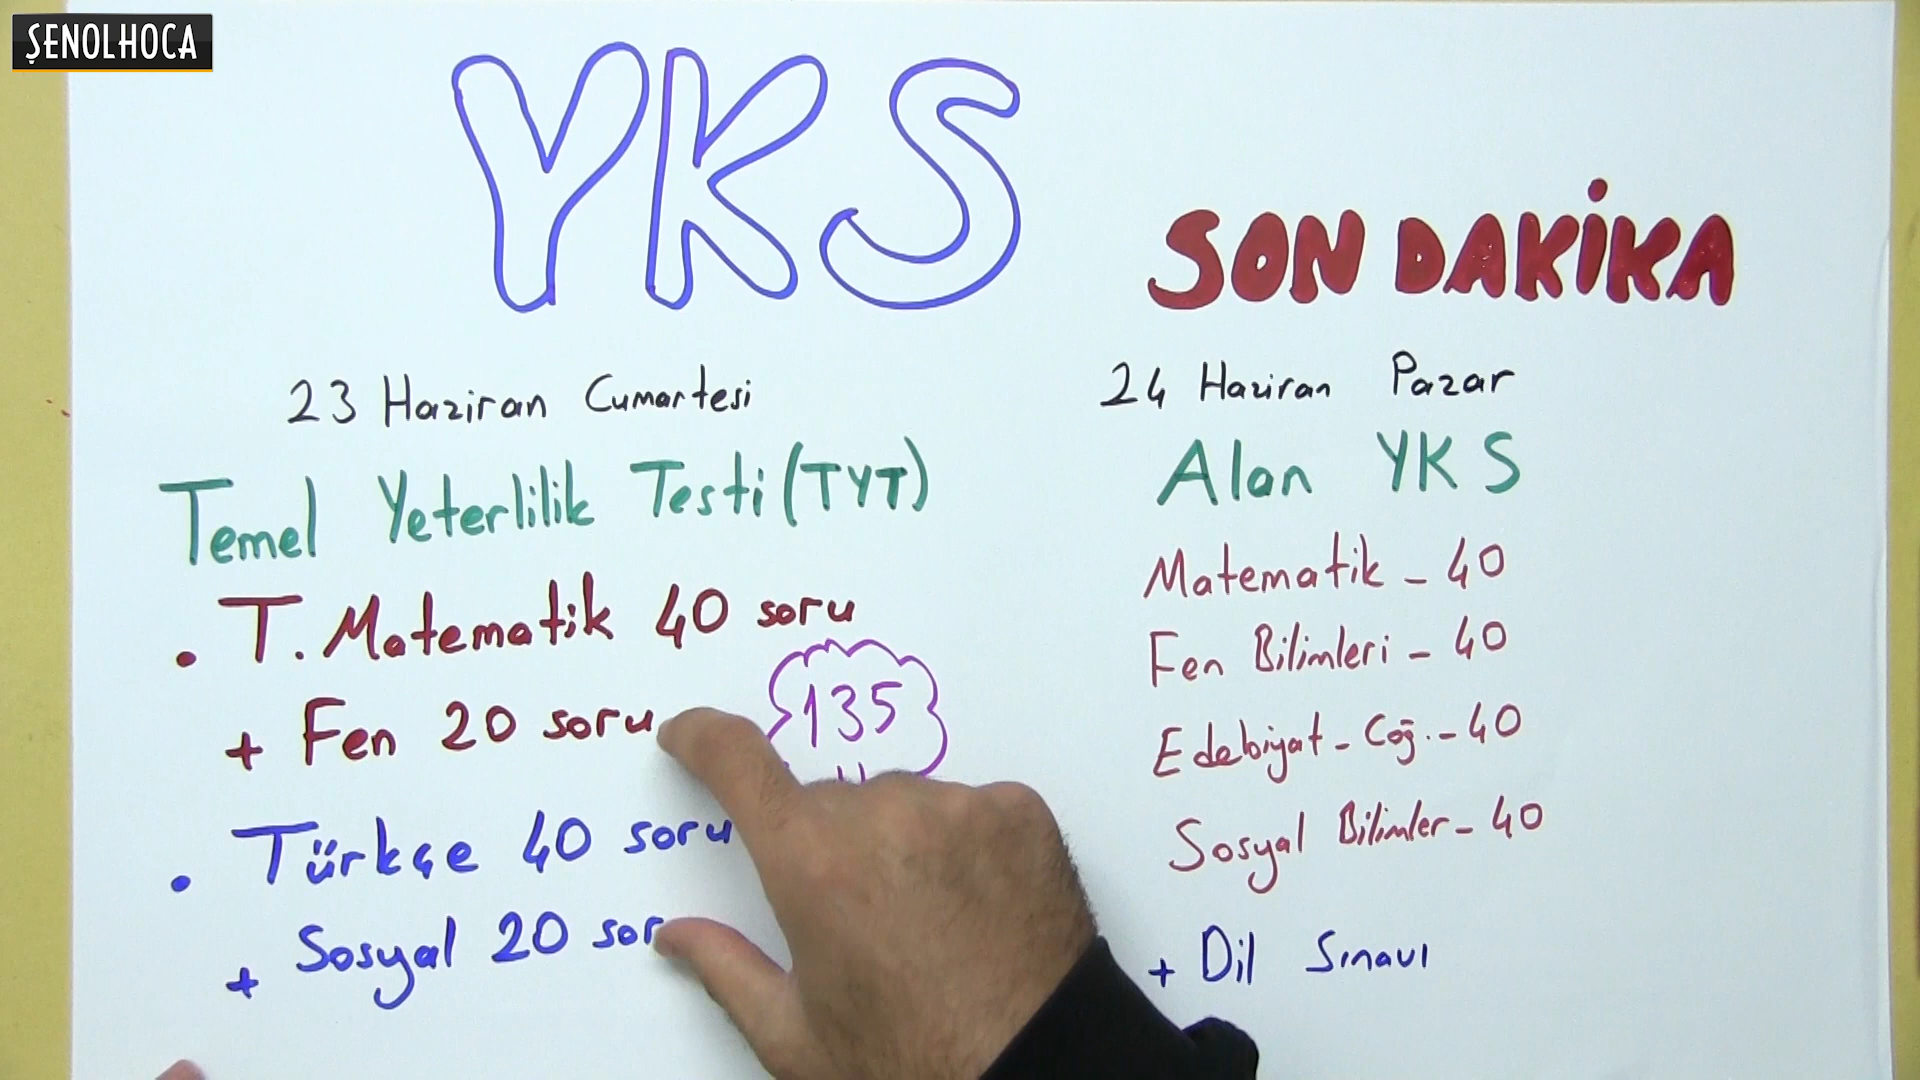 ŞENOLHOCA
YKS
SON DAKİKA
23 Haziran Cumartesi
Temel Yeterlilik Testi (TYT)
• T. Matematik 40 soru
+ Fen 20 soru
135
• Türkçe 40 soru
+ Sosyal 20 sor
24 Haziran Pazar
Alan YKS
Matematik - 40
Fen Bilimleri - 40
Edebiyat - Coğ. - 40
Sosyal Bilimler - 40
+ Dil Sınavı